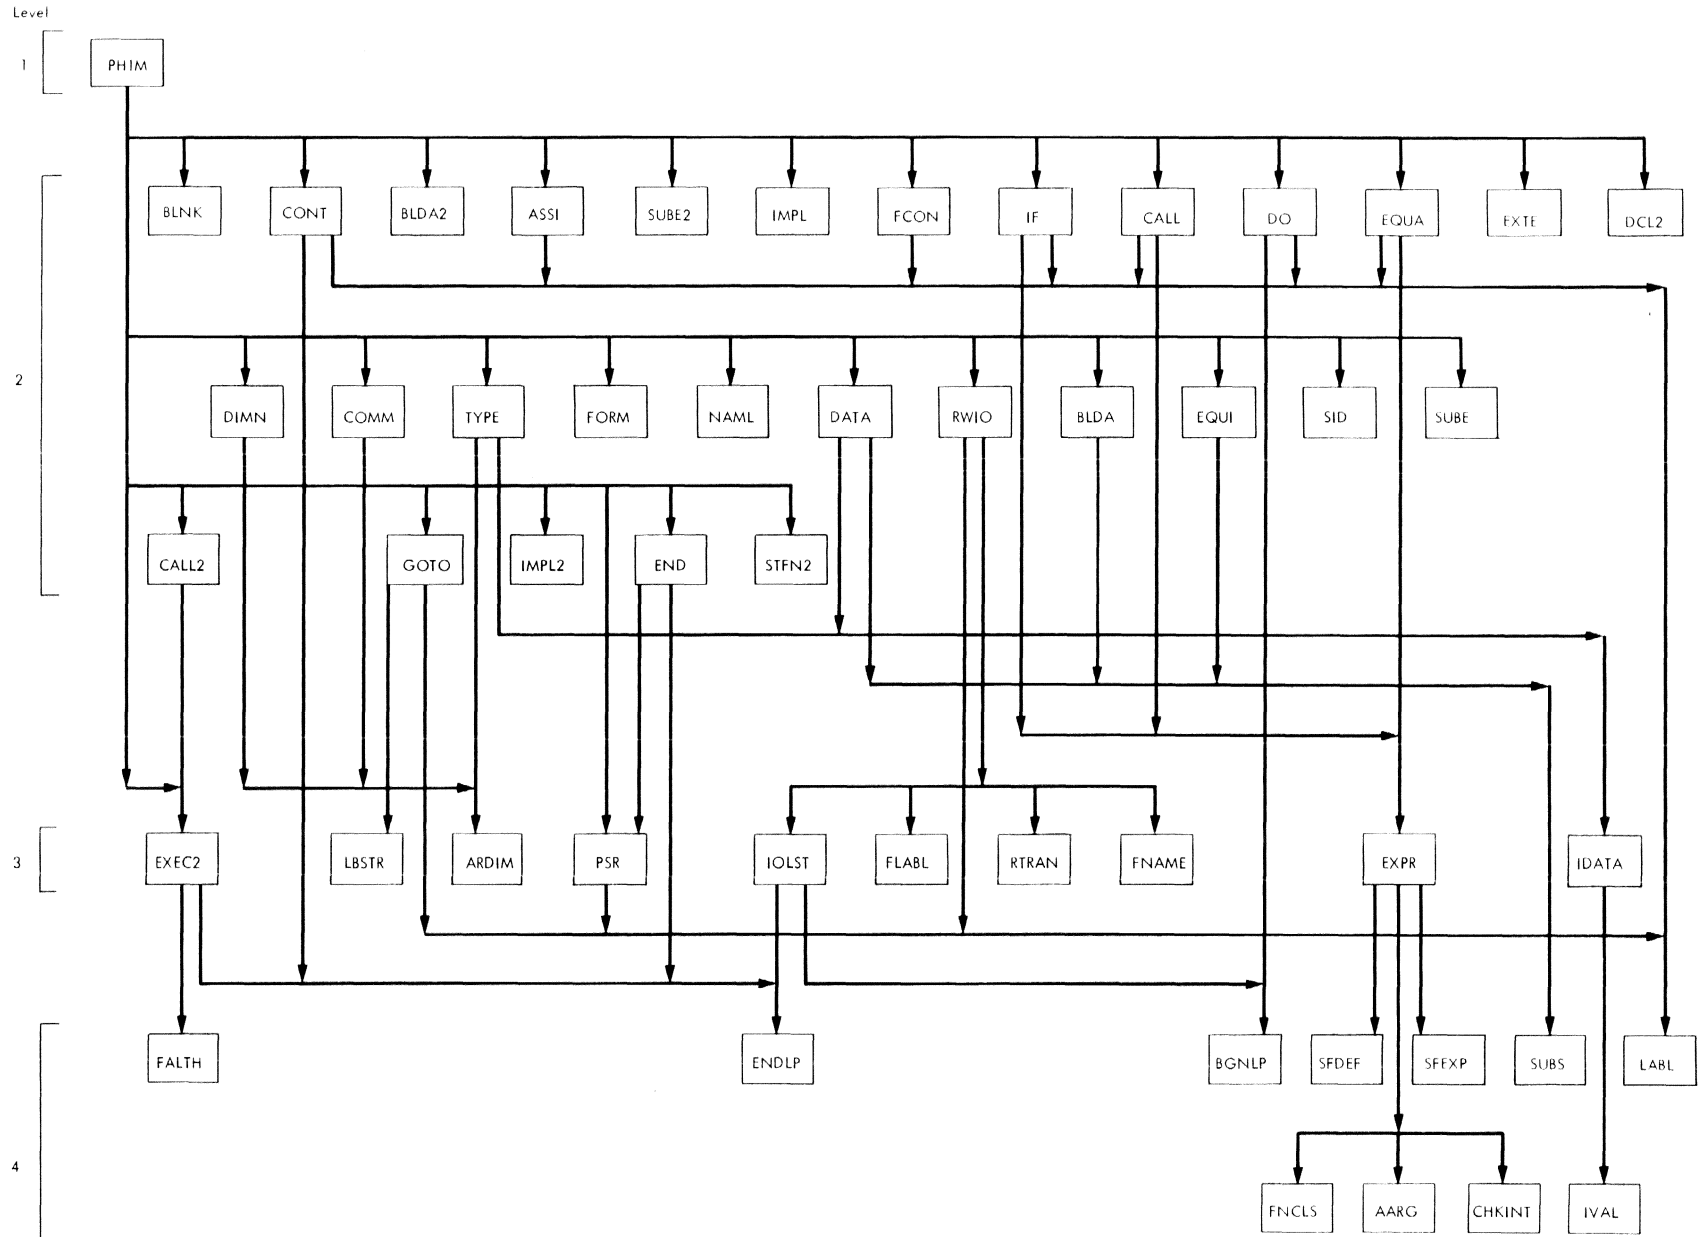 Level
1
PH1M
BLNK
CONT
BLDA2
ASSI
SUBE2
IMPL
FCON
IF
CALL
DO
EQUA
EXTE
DCL2
2
DIMN
COMM
TYPE
FORM
NAML
DATA
RWIO
BLDA
EQUI
SID
SUBE
CALL2
GOTO
IMPL2
END
STFN2
3
EXEC2
LBSTR
ARDIM
PSR
IOLST
FLABL
RTRAN
FNAME
EXPR
IDATA
FALTH
ENDLP
BGNLP
SFDEF
SFEXP
SUBS
LABL
4
FNCLS
AARG
CHKINT
IVAL